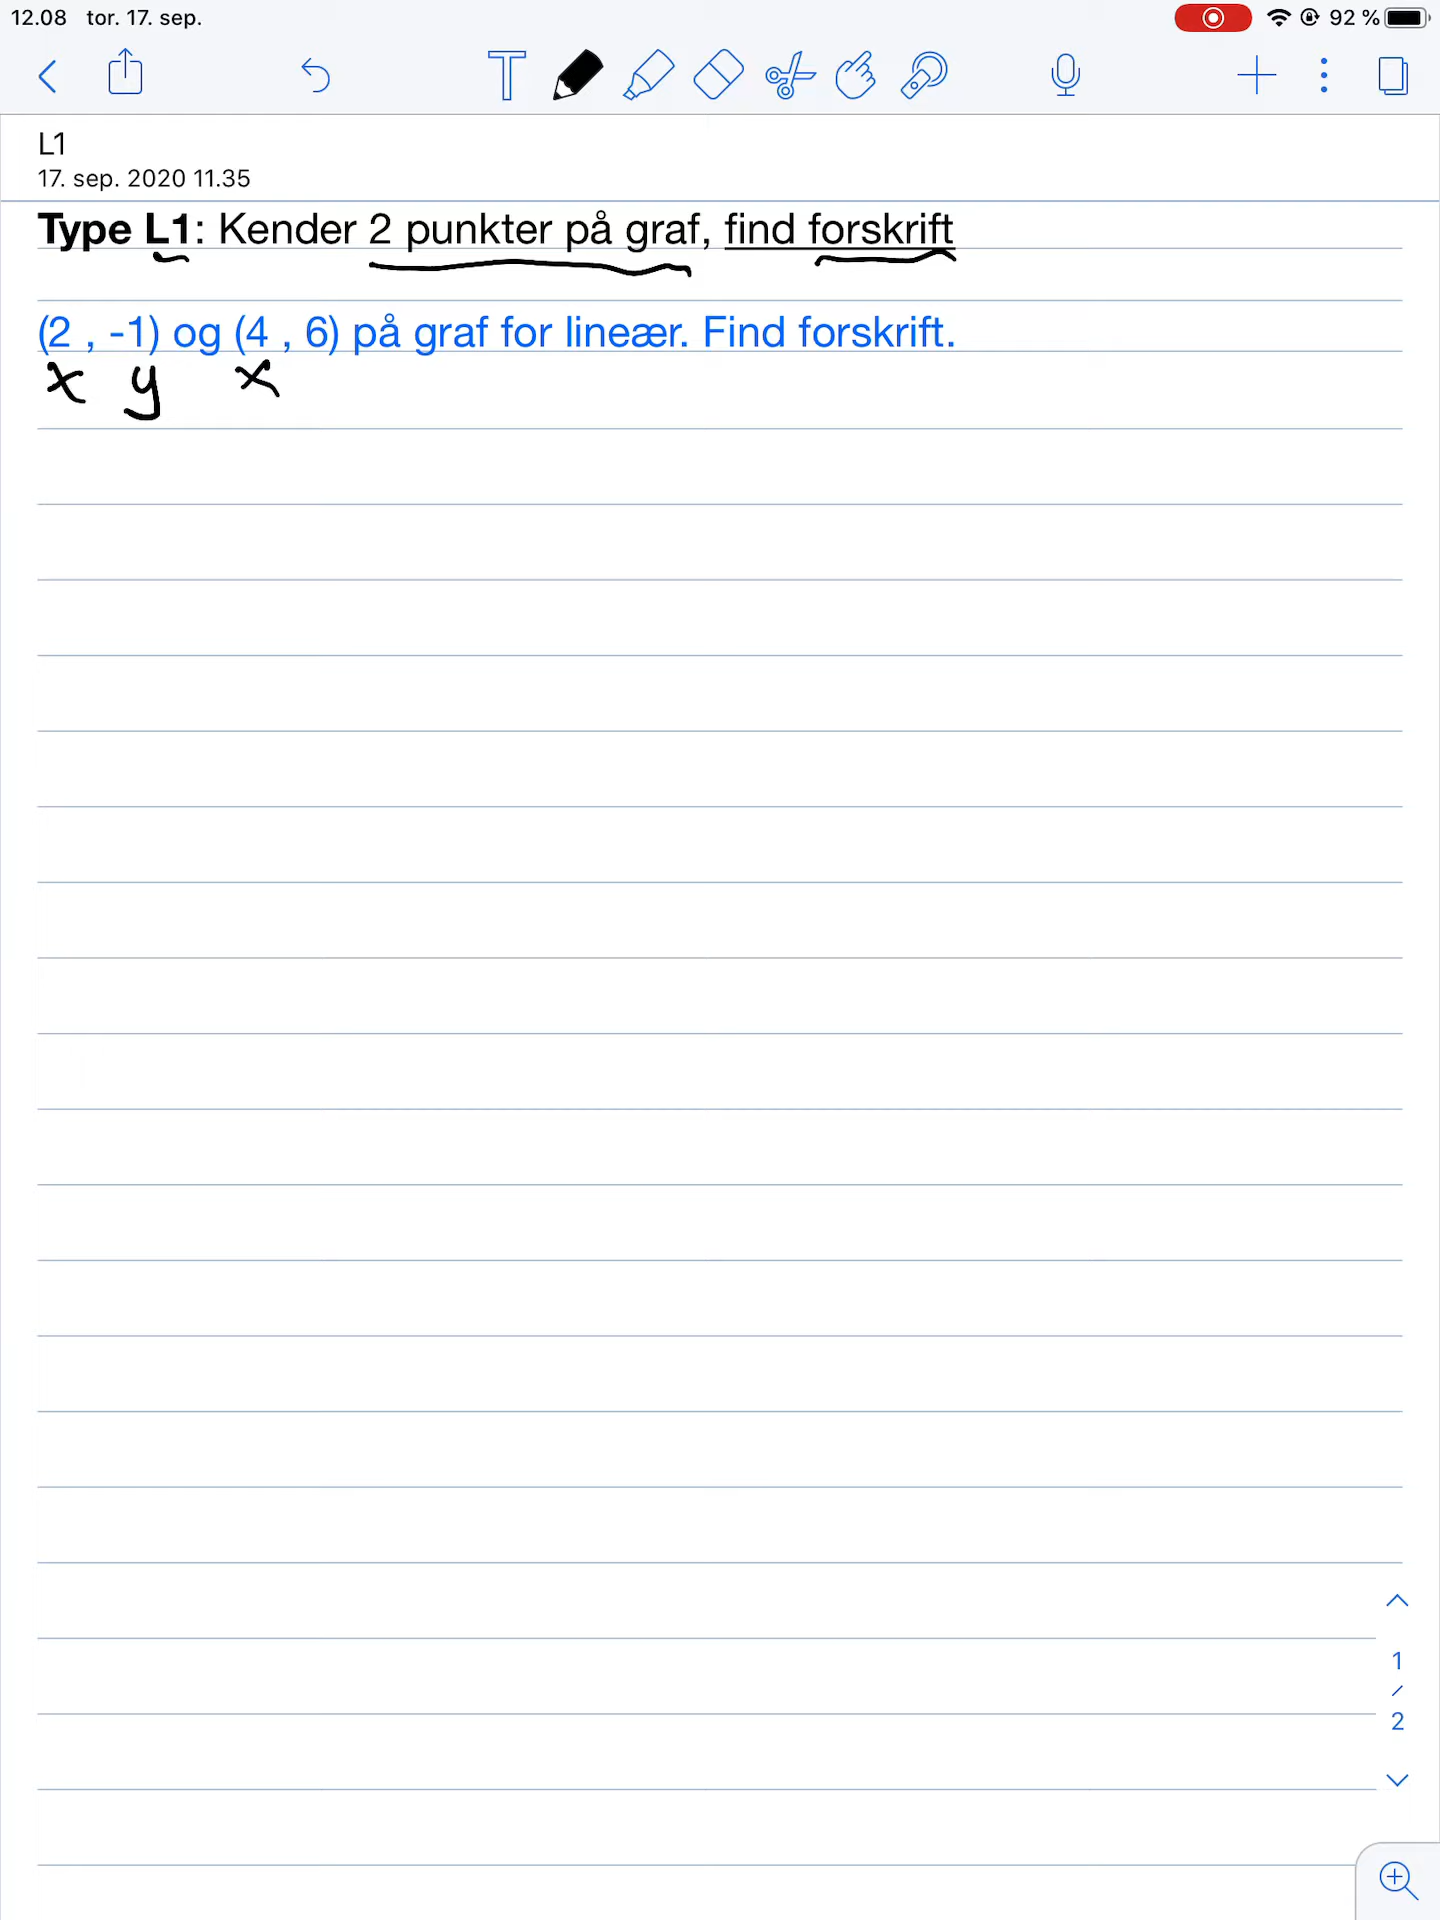 12.08 tor. 17. sep. 92 %
T
L1
17. sep. 2020 11.35
Type L1: Kender 2 punkter på graf, find forskrift
(2 , -1) og (4 , 6) på graf for lineær. Find forskrift.
x y x
1
/
2